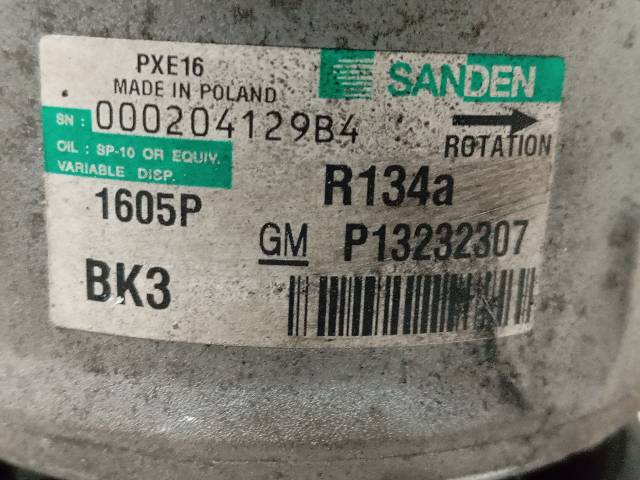 PXE16
SANDEN
MADE IN POLAND
SN: 000204129B4
ROTATION
OIL : SP-10 OR EQUIV.
VARIABLE DISP.
R134a
1605P
GM P13232307
BK3